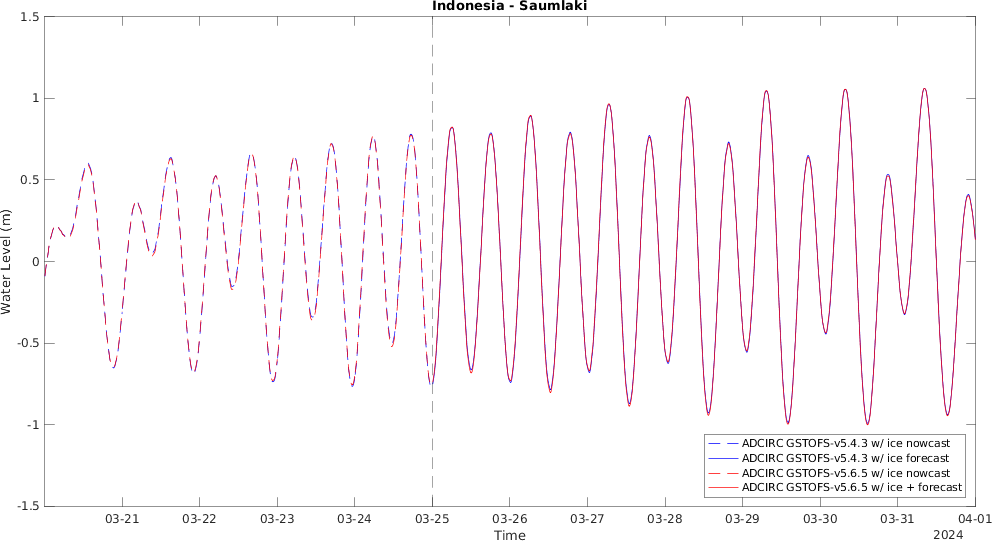 Indonesia - Saumlaki
1.5
1
0.5
0
-0.5
-1
-1.5
Water Level (m)
03-21 03-22 03-23 03-24 03-25 03-26 03-27 03-28 03-29 03-30 03-31 04-01
Time
2024
ADCIRC GSTOFS-v5.4.3 w/ ice nowcast
ADCIRC GSTOFS-v5.4.3 w/ ice forecast
ADCIRC GSTOFS-v5.6.5 w/ ice nowcast
ADCIRC GSTOFS-v5.6.5 w/ ice + forecast